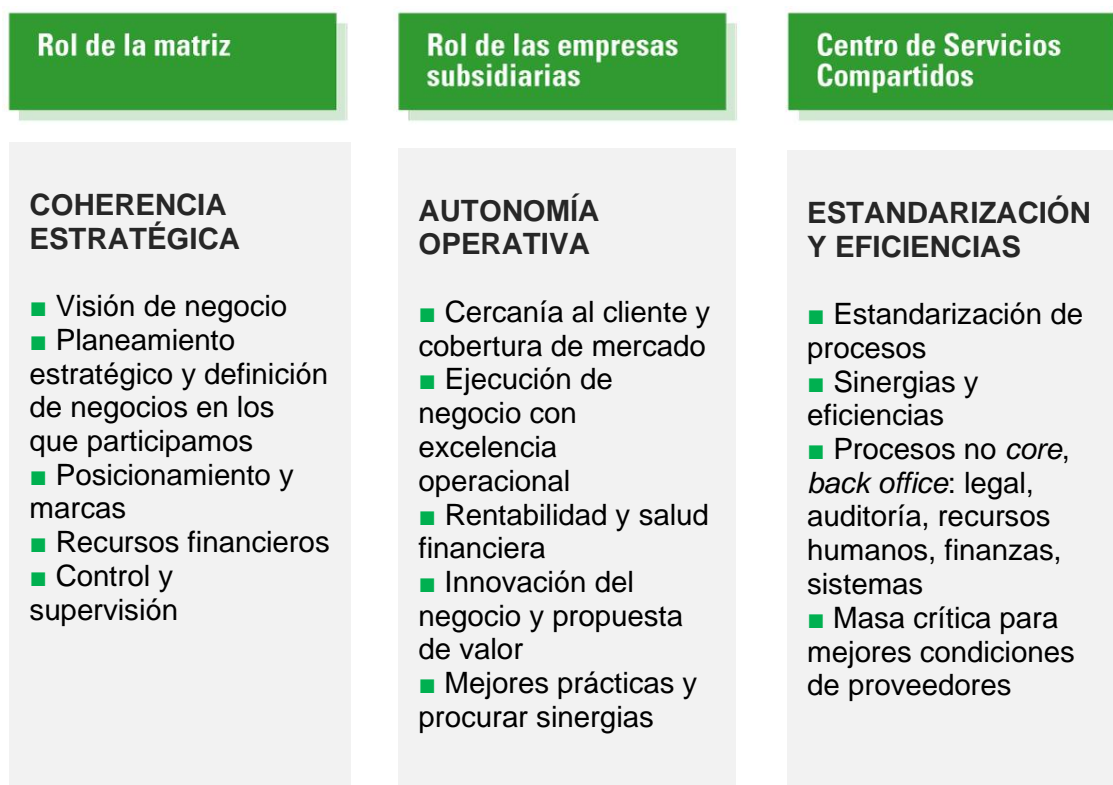 Rol de la matriz
COHERENCIA
ESTRATÉGICA
■ Visión de negocio
■ Planeamiento
estratégico y definición
de negocios en los
que participamos
■ Posicionamiento y
marcas
■ Recursos financieros
■ Control y
supervisión
Rol de las empresas
subsidiarias
AUTONOMÍA
OPERATIVA
■ Cercanía al cliente y
cobertura de mercado
■ Ejecución de
negocio con
excelencia
operacional
■ Rentabilidad y salud
financiera
■ Innovación del
negocio y propuesta
de valor
■ Mejores prácticas y
procurar sinergias
Centro de Servicios
Compartidos
ESTANDARIZACIÓN
Y EFICIENCIAS
■ Estandarización de
procesos
■ Sinergias y
eficiencias
■ Procesos no core,
back office: legal,
auditoría, recursos
humanos, finanzas,
sistemas
■ Masa crítica para
mejores condiciones
de proveedores